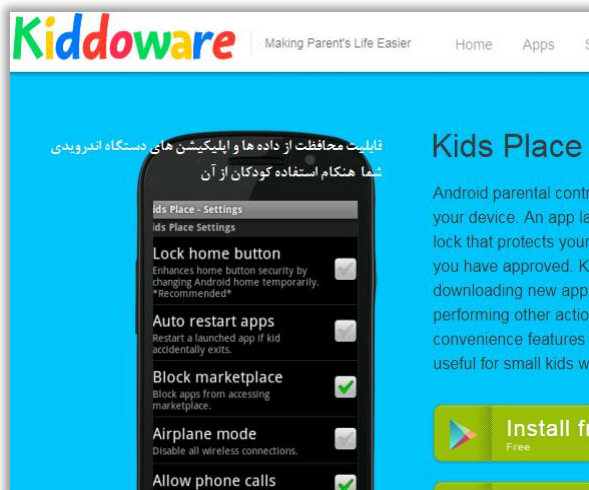 Kiddoware
Making Parent's Life Easier
Home Apps
قابلیت محافظت از داده ها و اپلیکیشن های دستگاه اندرویدی
شما هنگام استفاده کودکان از آن
ids Place - Settings
ids Place Settings
Lock home button
Enhances home button security by
changing Android home temporarily.
*Recommended*
Auto restart apps
Restart a launched app if kid
accidentally exits.
Block marketplace
Block apps from accessing
marketplace.
Airplane mode
Disable all wireless connections.
Allow phone calls
Kids Place
Android parental contr
your device. An app la
lock that protects your
you have approved. K
downloading new app
performing other actio
convenience features
useful for small kids w
Install fr
Free